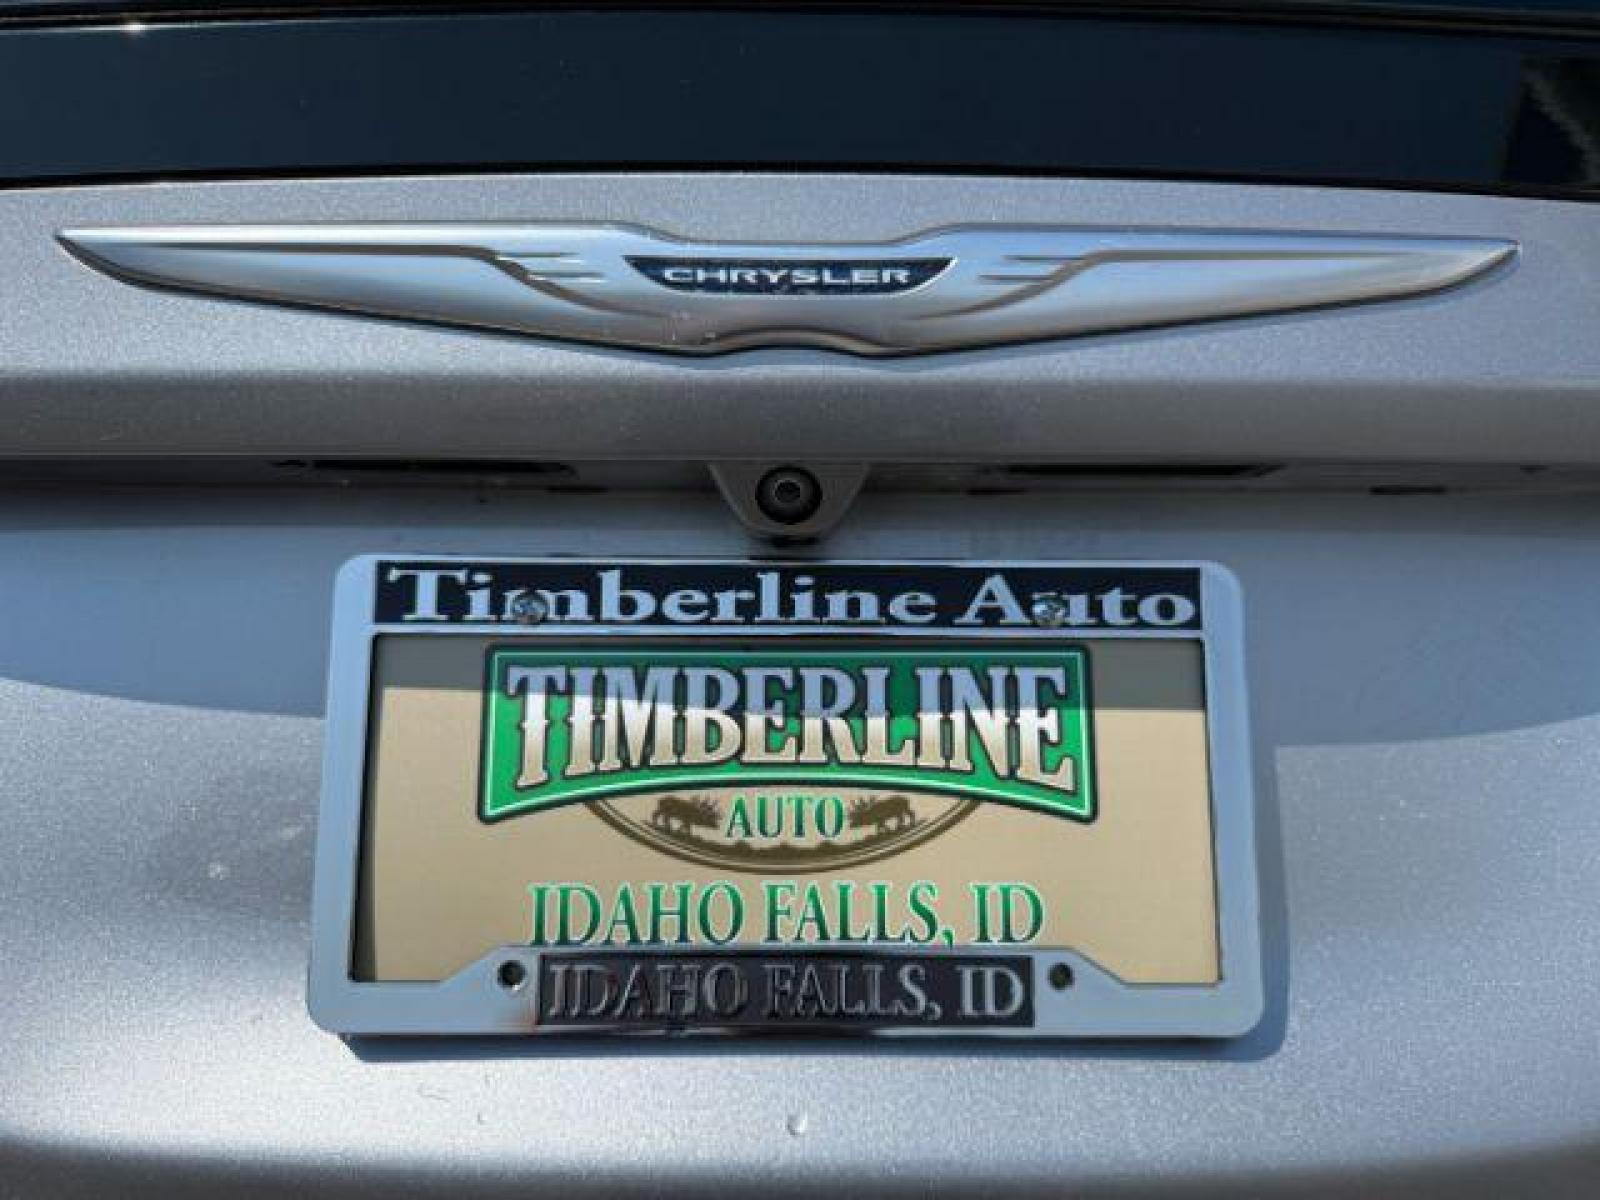 CHRYSLER
Timberline Auto
TIMBERLINE
AUTO
IDAHO FALLS, ID
IDAHO FALLS, ID